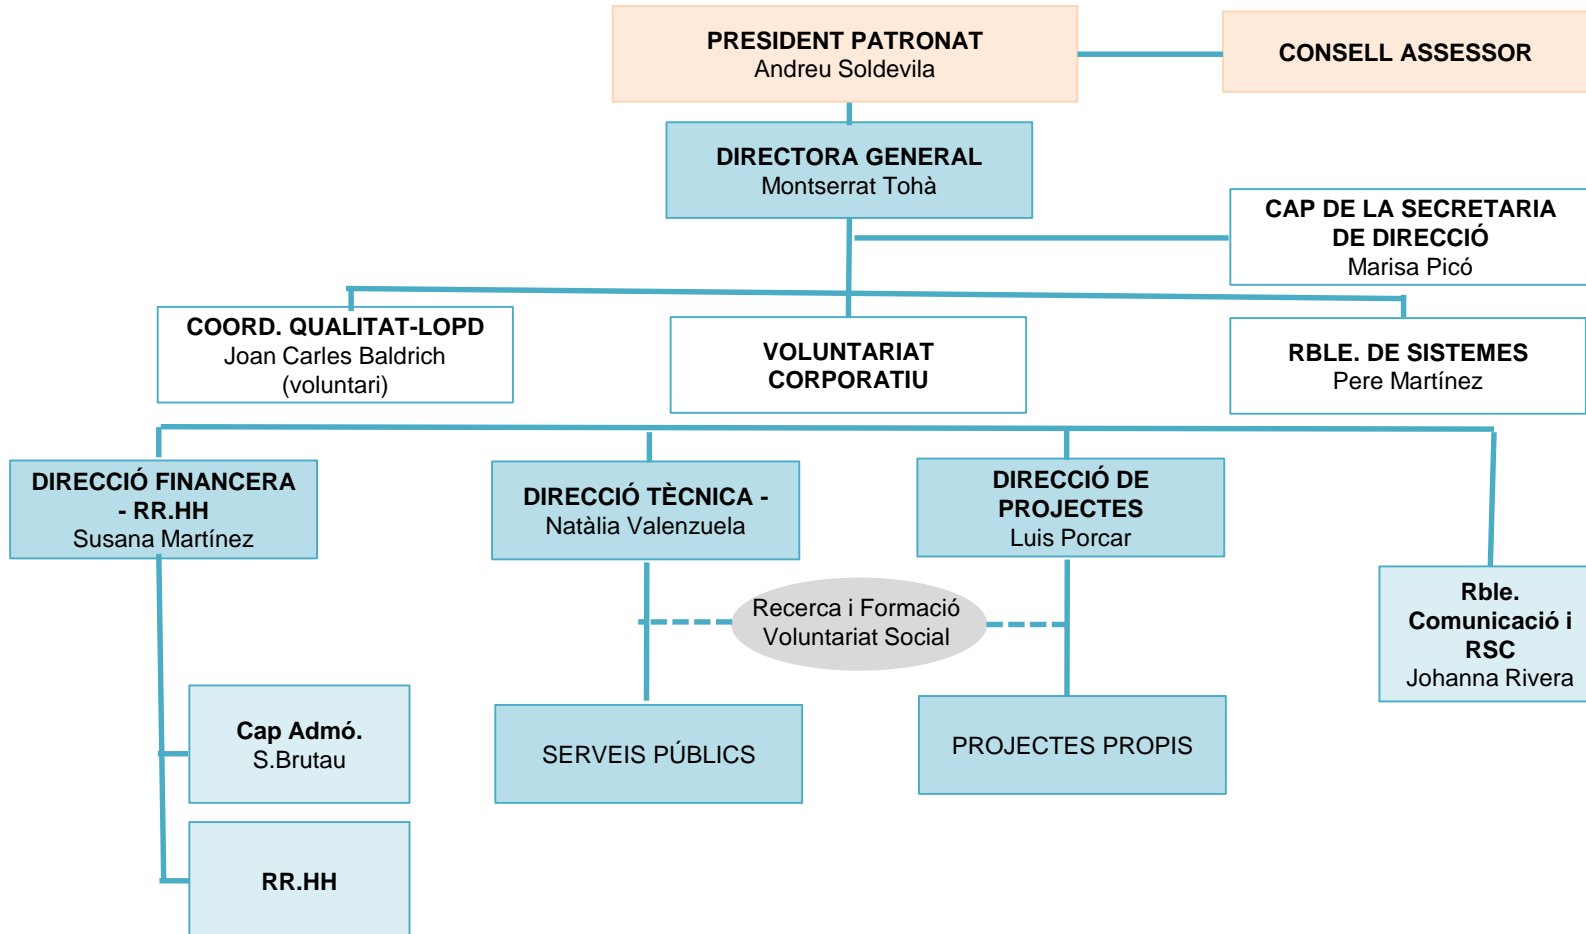 PRESIDENT PATRONAT
Andreu Soldevila
CONSELL ASSESSOR
DIRECTORA GENERAL
Montserrat Tohà
CAP DE LA SECRETARIA
DE DIRECCIÓ
Marisa Picó
COORD. QUALITAT-LOPD
Joan Carles Baldrich
(voluntari)
VOLUNTARIAT
CORPORATIU
RBLE. DE SISTEMES
Pere Martínez
DIRECCIÓ FINANCERA
- RR.HH
Susana Martínez
DIRECCIÓ TÈCNICA -
Natàlia Valenzuela
DIRECCIÓ DE
PROJECTES
Luis Porcar
Rble.
Comunicació i
RSC
Johanna Rivera
Recerca i Formació
Voluntariat Social
Cap Admó.
S.Brutau
SERVEIS PÚBLICS
PROJECTES PROPIS
RR.HH